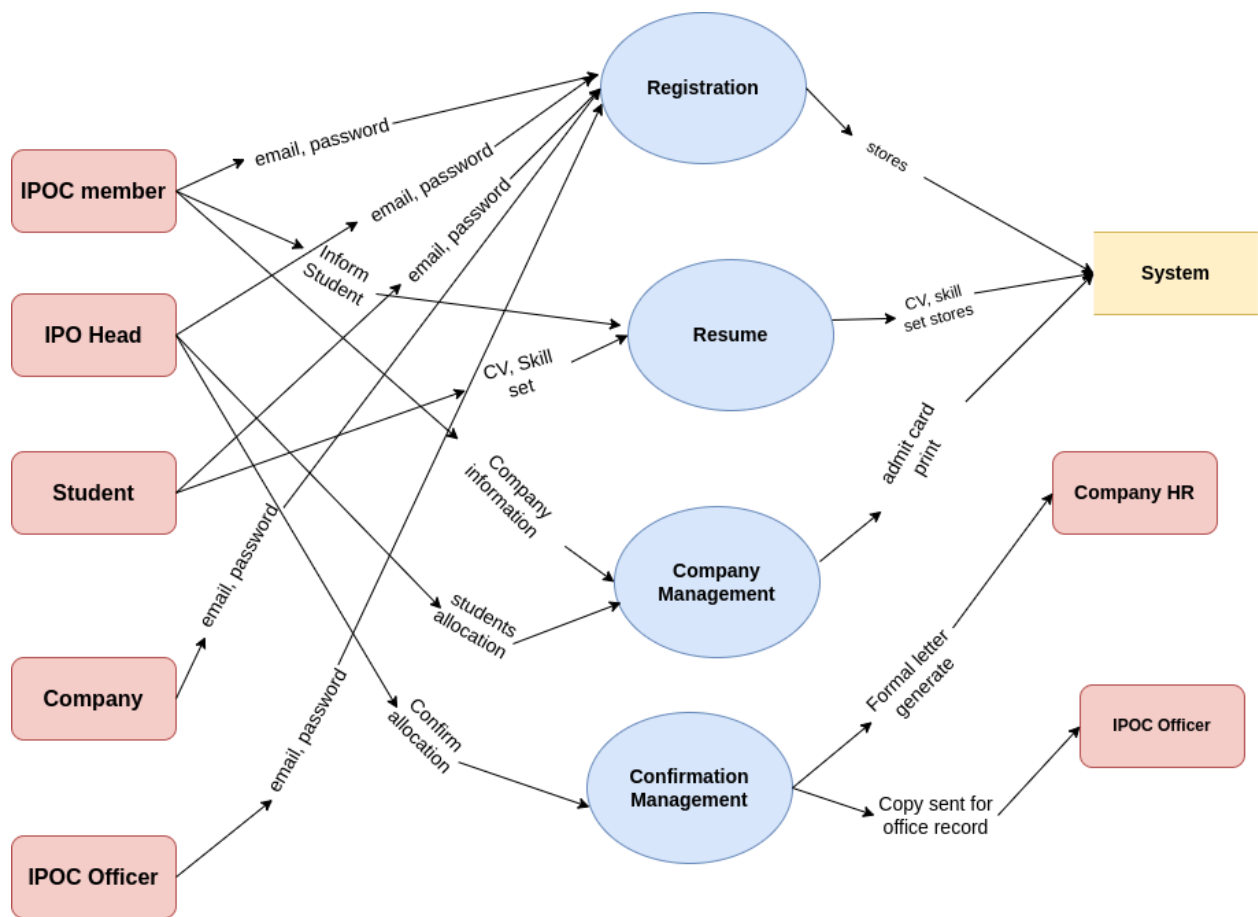 Registration
email, password
stores
IPOC member
email, password
email, password
Inform
Student
System
IPO Head
CV, skill
set stores
Resume
CV, Skill
set
admit card
print
Student
Company
information
Company HR
email, password
Company
Management
students
allocation
Formal letter
generate
Company
Confirm
allocation
IPOC Officer
email, password
Confirmation
Management
Copy sent for
office record
IPOC Officer